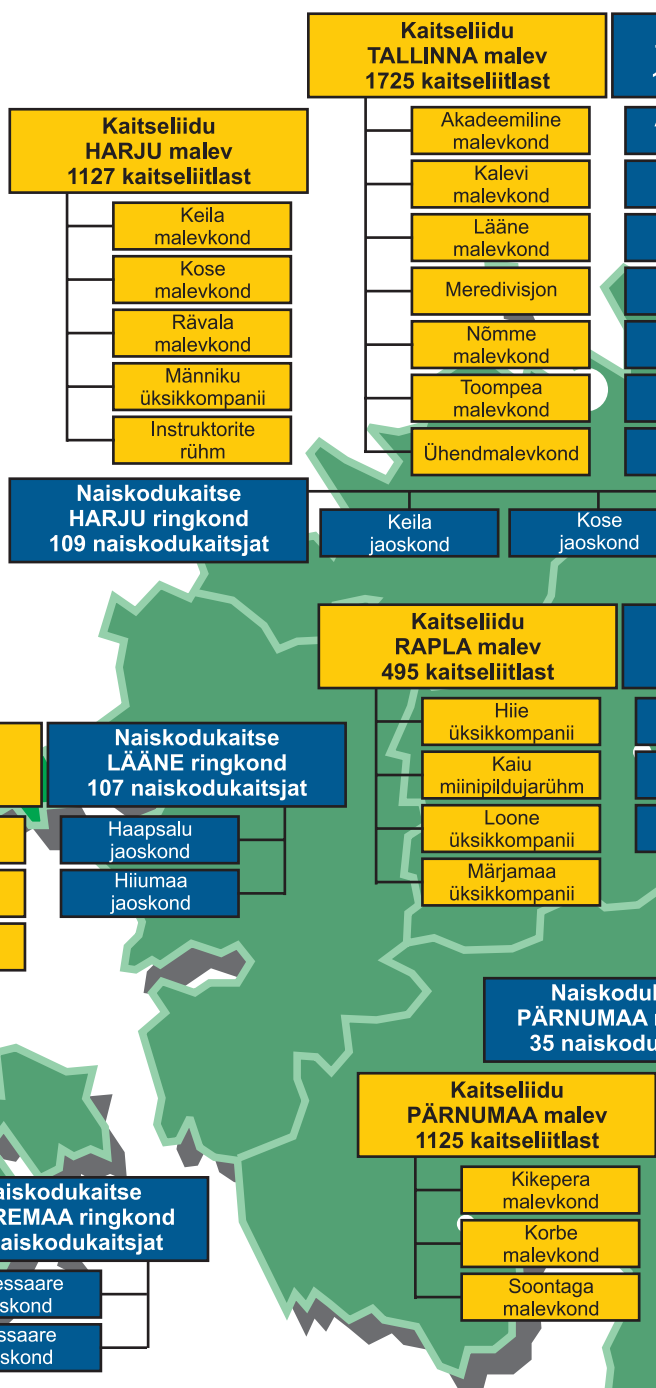 Kaitseliidu
TALLINNA malev
1725 kaitseliitlast
Akadeemiline
malevkond
Kalevi
malevkond
Lääne
malevkond
Meredivisjon
Nõmme
malevkond
Toompea
malevkond
Ühendmalevkond
Kaitseliidu
HARJU malev
1127 kaitseliitlast
Keila
malevkond
Kose
malevkond
Rävala
malevkond
Männiku
üksikkompanii
Instruktorite
rühm
Naiskodukaitse
HARJU ringkond
109 naiskodukaitsjat
Keila
jaoskond
Kose
jaoskond
Kaitseliidu
RAPLA malev
495 kaitseliitlast
Hiie
üksikkompanii
Kaiu
miinipildujarühm
Loone
üksikkompanii
Märjamaa
üksikkompanii
Naiskodukaitse
LÄÄNE ringkond
107 naiskodukaitsjat
Haapsalu
jaoskond
Hiiumaa
jaoskond
PÄRNUMAA
35
Kaitseliidu
PÄRNUMAA malev
1125 kaitseliitlast
Kikepera
malevkond
Korbe
malevkond
Soontaga
malevkond
ringkond